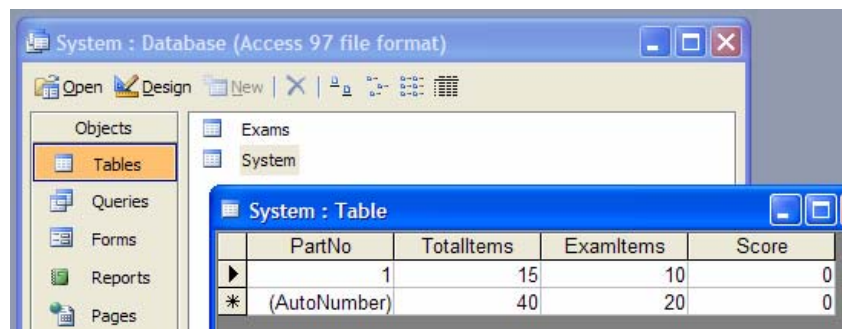 System : Database (Access 97 file format)
Open Design New
Objects
Tables
Queries
Forms
Reports
Pages
Exams
System
System : Table
PartNo TotalItems ExamItems Score
1 15 10 0
(AutoNumber) 40 20 0